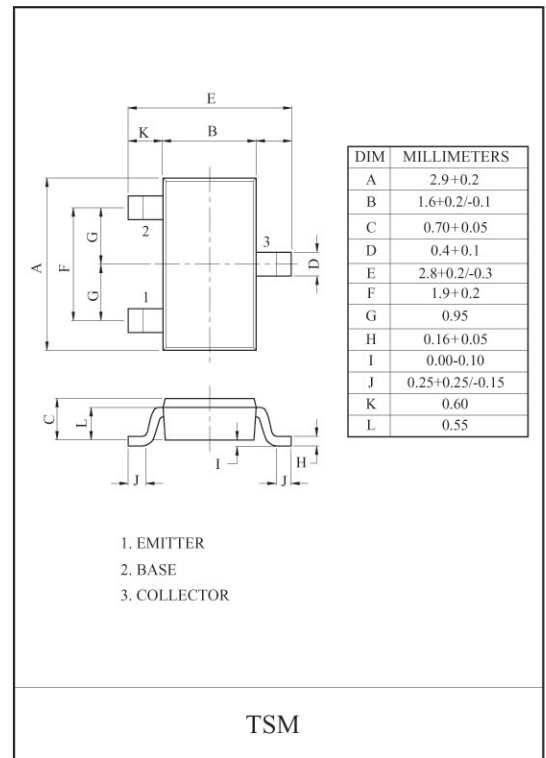 E
K B
G
A
F
G
2
1
3
D
DIM MILLIMETERS
A 2.9+0.2
B 1.6+0.2/-0.1
C 0.70+0.05
D 0.4+0.1
E 2.8+0.2/-0.3
F 1.9+0.2
G 0.95
H 0.16+0.05
I 0.00-0.10
J 0.25+0.25/-0.15
K 0.60
L 0.55
C
L
I
H
J J
1. EMITTER
2. BASE
3. COLLECTOR
TSM